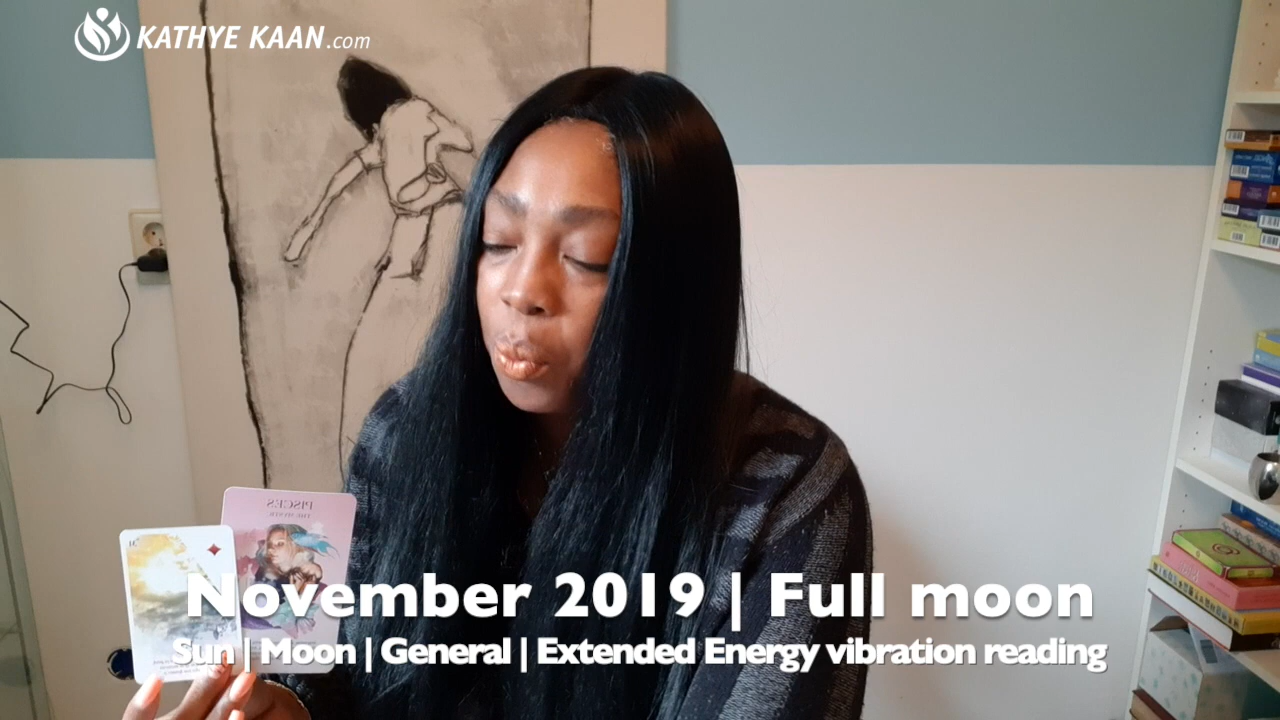 KATHYE KAAN.com
PISCES
November 2019 | Full moon
Sun | Moon | General | Extended Energy vibration reading